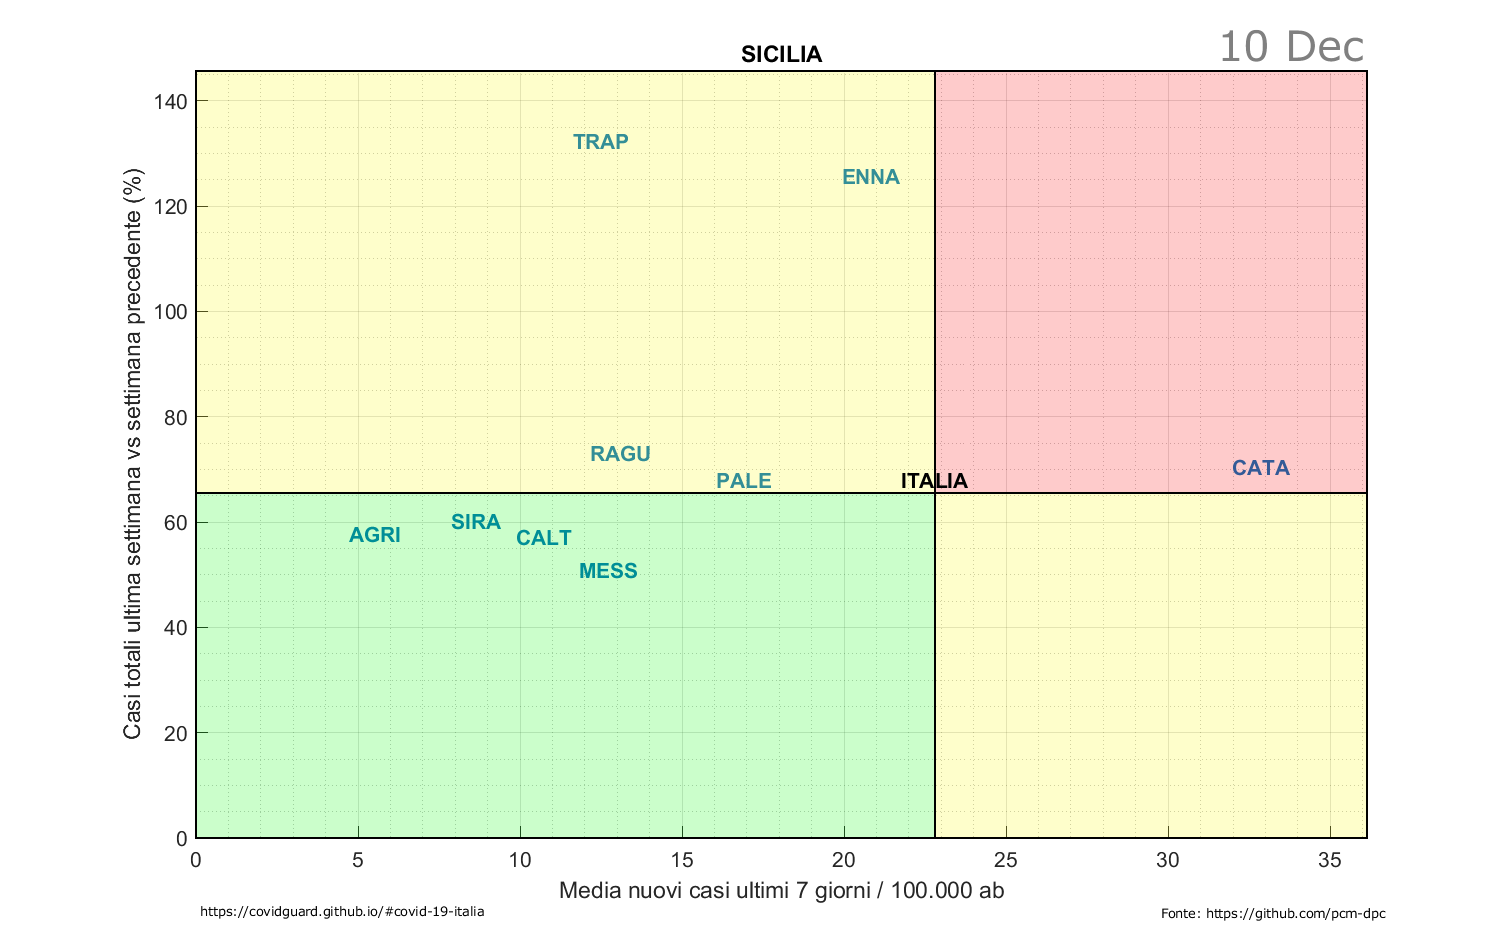 10 Dec
SICILIA
Casi totali ultima settimana vs settimana precedente (%)
140
120
100
80
60
40
20
0
TRAP
ENNA
RAGU
PALE
ITALIA
CATA
AGRI
SIRA
CALT
MESS
0 5 10 15 20 25 30 35
Media nuovi casi ultimi 7 giorni / 100.000 ab
https://covidguard.github.io/#covid-19-italia
Fonte: https://github.com/pcm-dpc